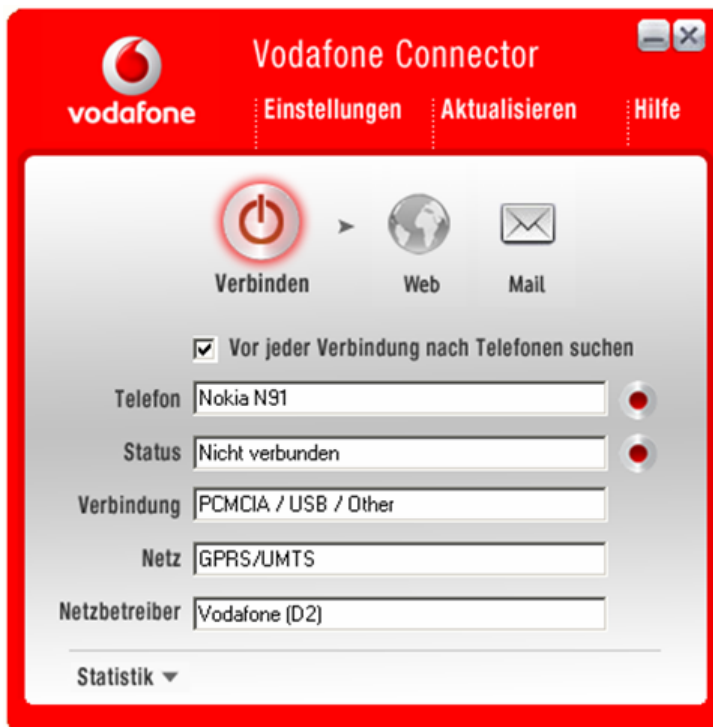 Vodafone Connector
vodafone
Einstellungen Aktualisieren Hilfe
Verbinden Web Mail
Vor jeder Verbindung nach Telefonen suchen
Telefon Nokia N91
Status Nicht verbunden
Verbindung PCMCIA / USB / Other
Netz GPRS/UMTS
Netzbetreiber Vodafone (D2)
Statistik